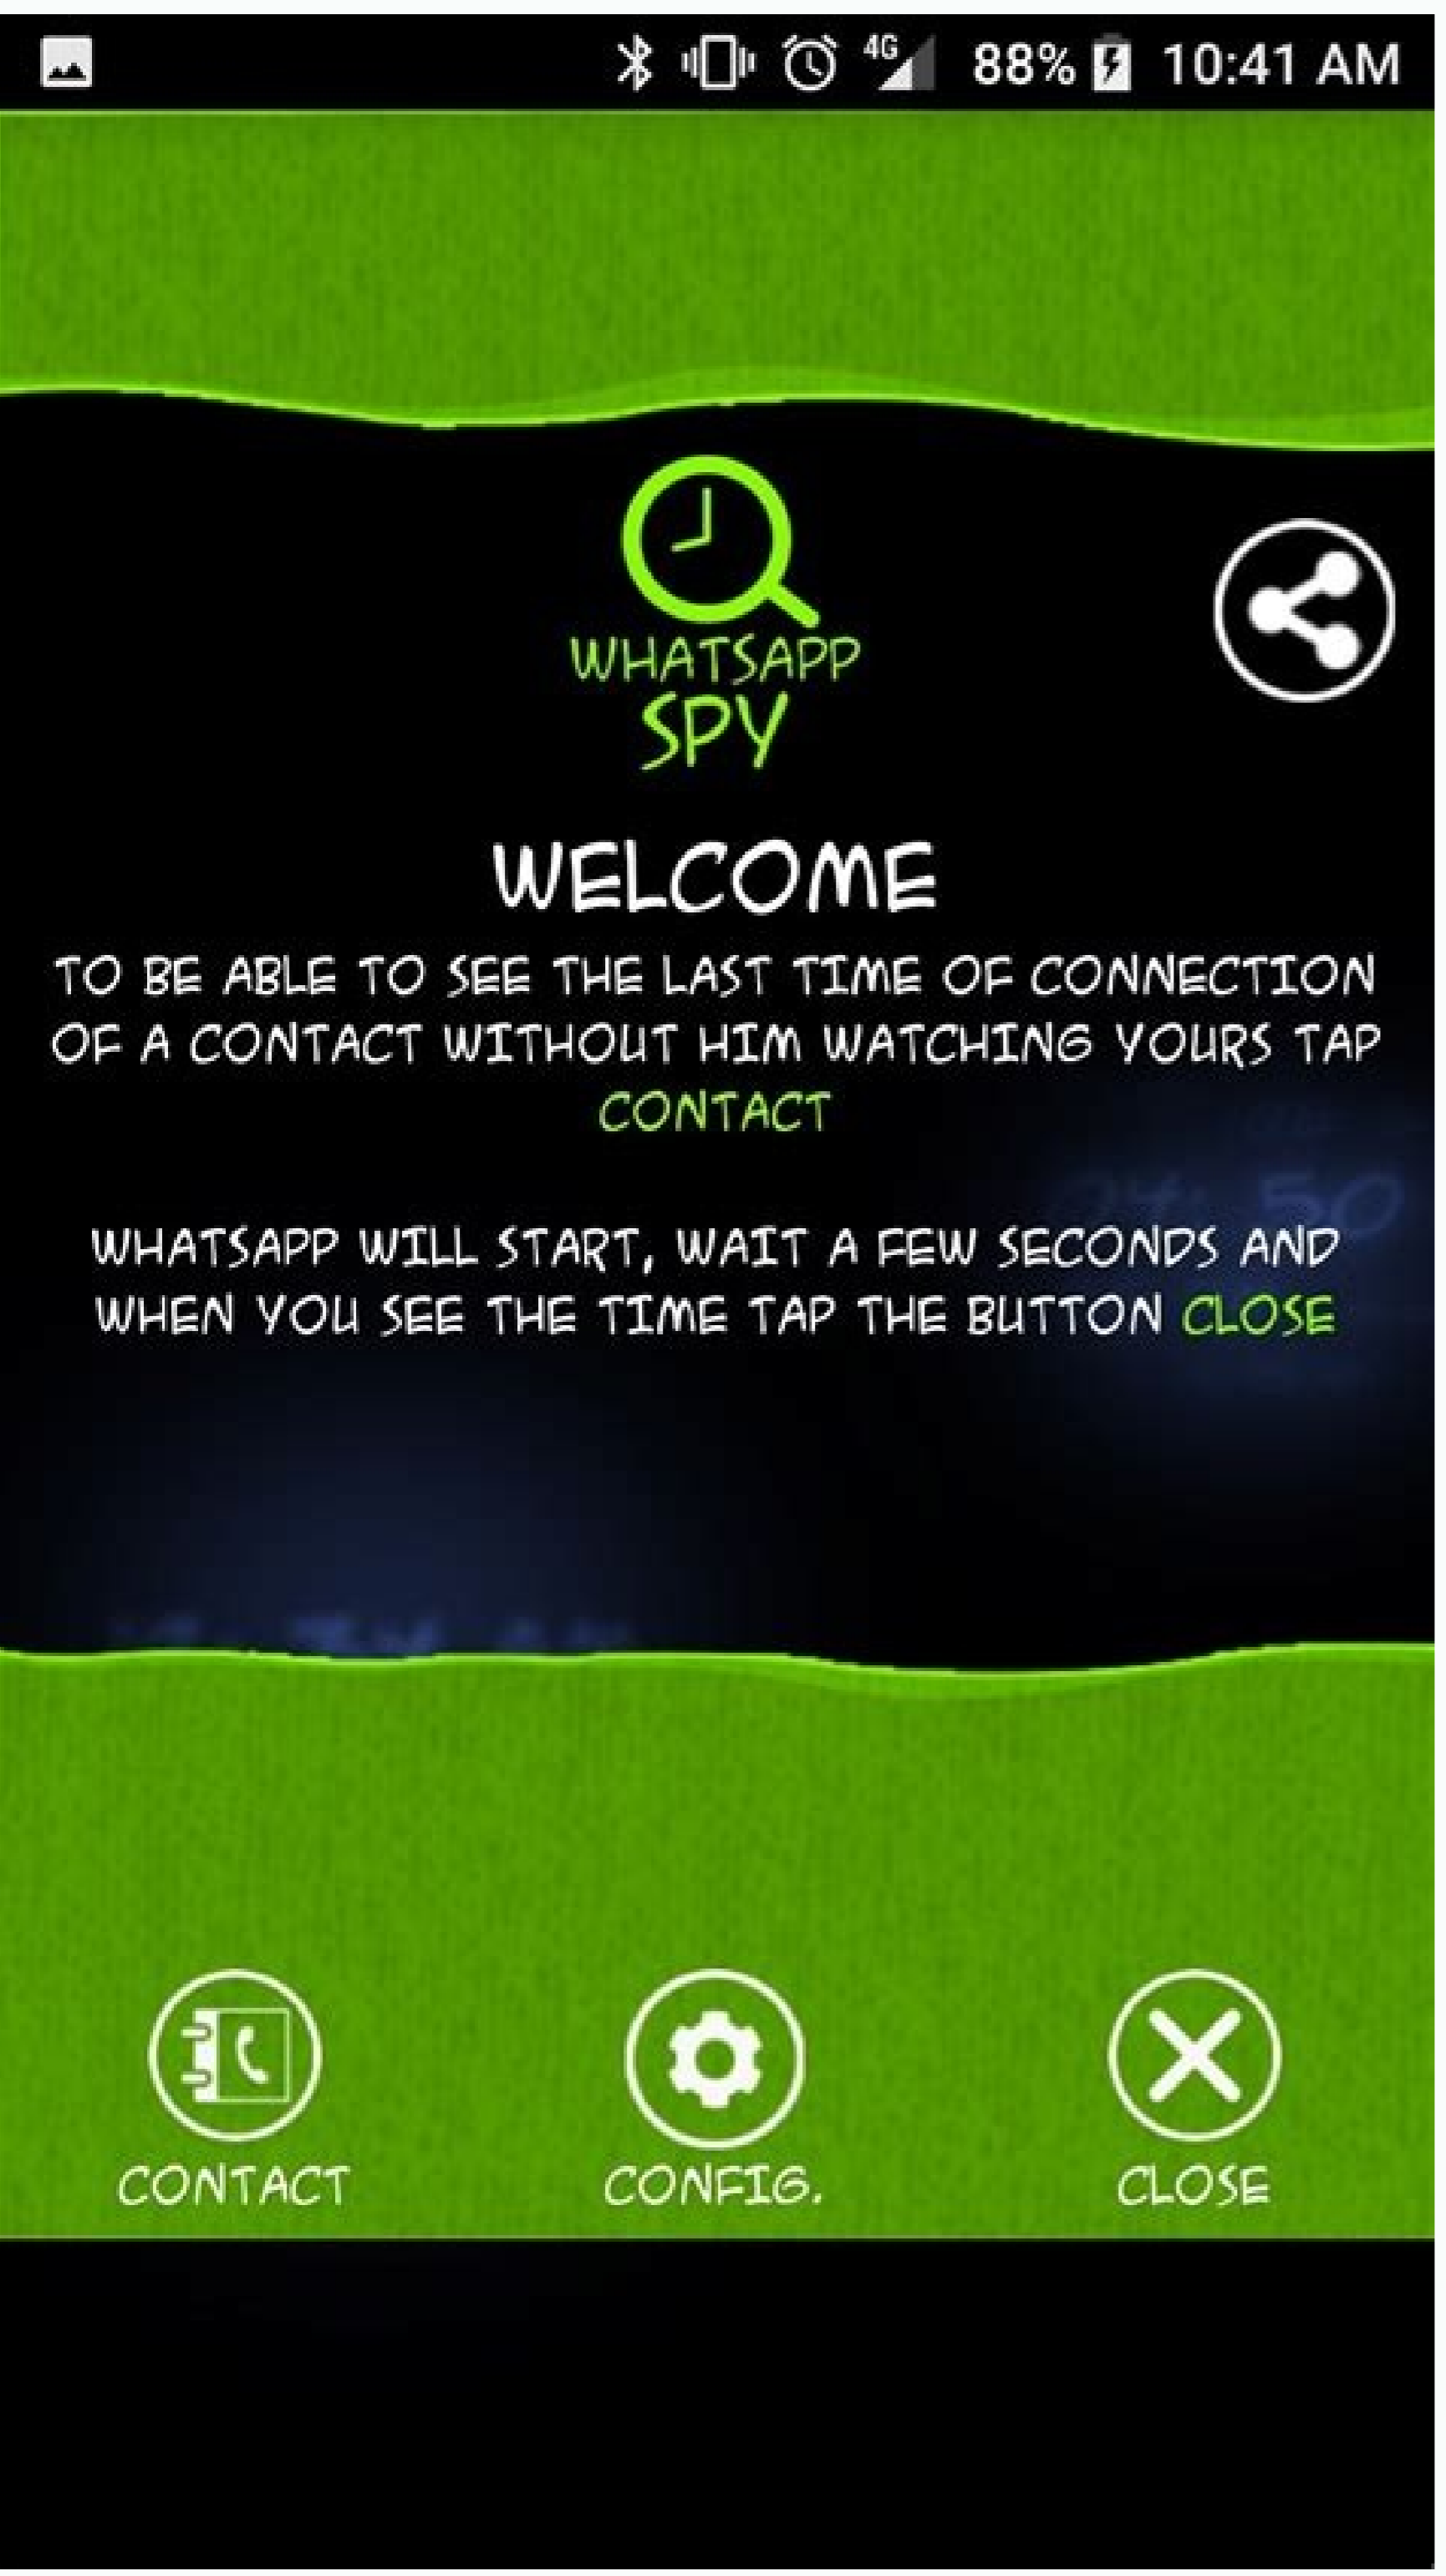 4G 88% 10:41 AM
WHATSAPP
SPY
WELCOME
TO BE ABLE TO SEE THE LAST TIME OF CONNECTION
OF A CONTACT WITHOUT HIM WATCHING YOURS TAP
CONTACT
WHATSAPP WILL START, WAIT A FEW SECONDS AND
WHEN YOU SEE THE TIME TAP THE BUTTON CLOSE
CONTACT CONFIG. CLOSE